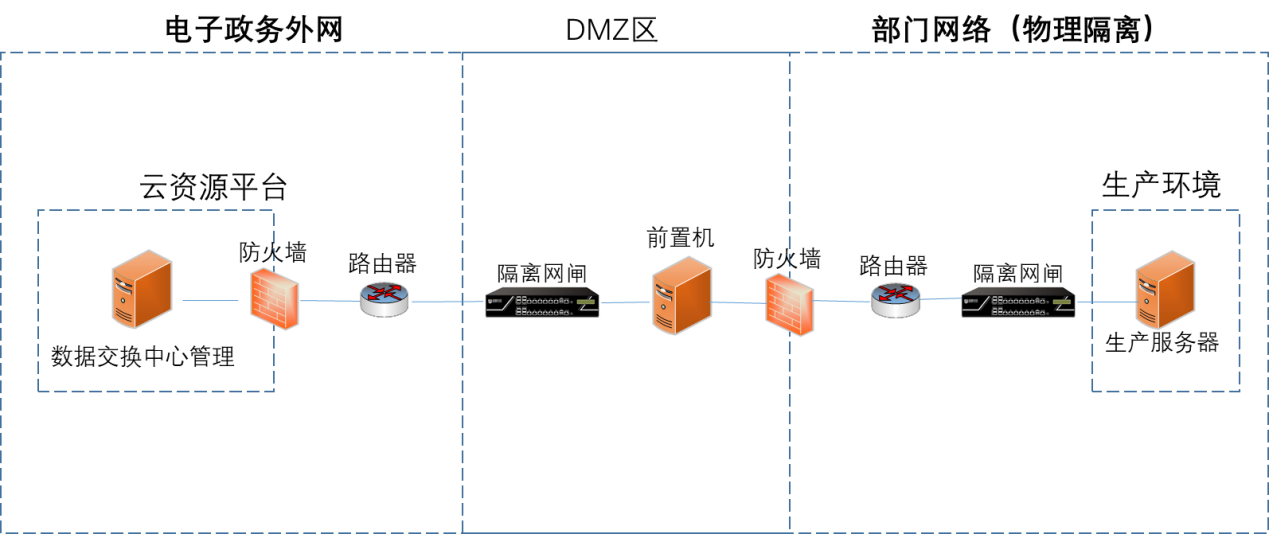 电子政务外网
DMZ区
部门网络（物理隔离）
云资源平台
生产环境
防火墙
路由器
隔离网闸
前置机
防火墙
路由器
隔离网闸
数据交换中心管理
生产服务器